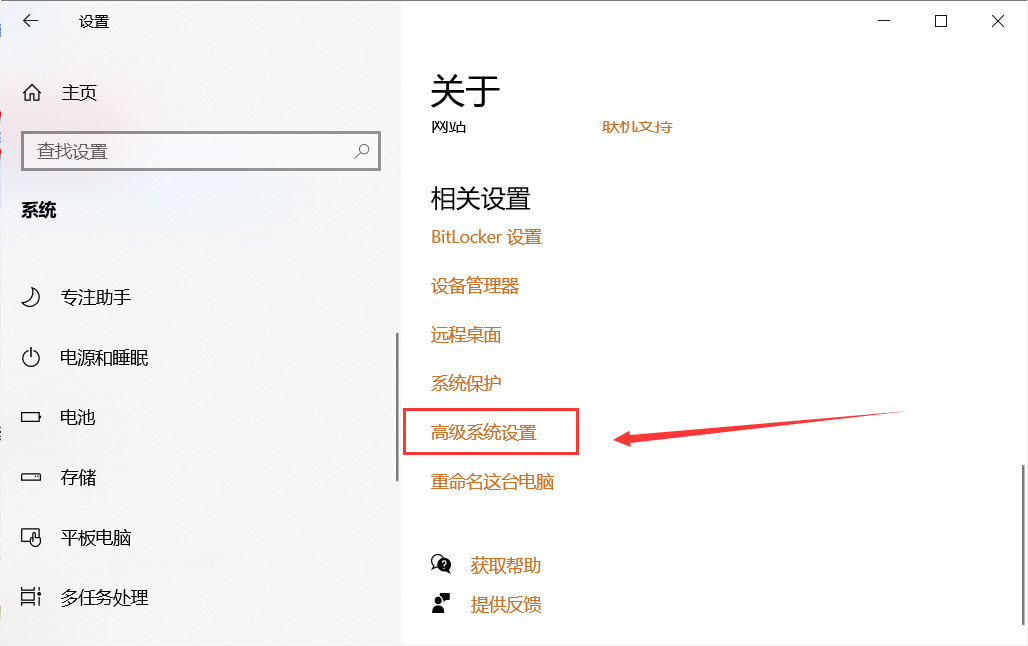 设置
主页
查找设置
系统
专注助手
电源和睡眠
电池
存储
平板电脑
多任务处理
关于
网站 联机支持
相关设置
BitLocker 设置
设备管理器
远程桌面
系统保护
高级系统设置
重命名这台电脑
获取帮助
提供反馈